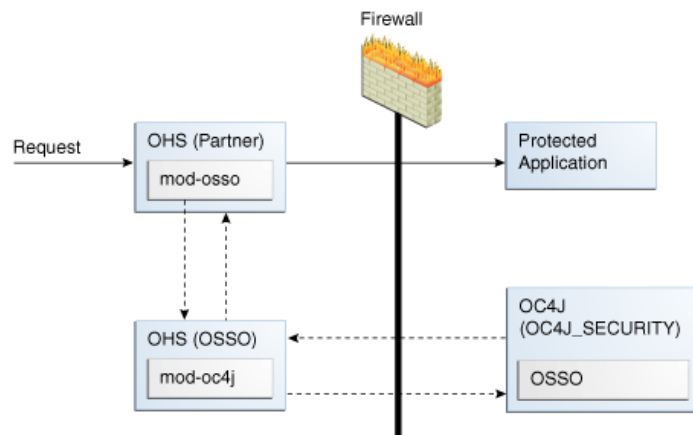 Firewall
Request
OHS (Partner)
mod-osso
Protected
Application
OHS (OSSO)
mod-oc4j
OC4J
(OC4J_SECURITY)
OSSO